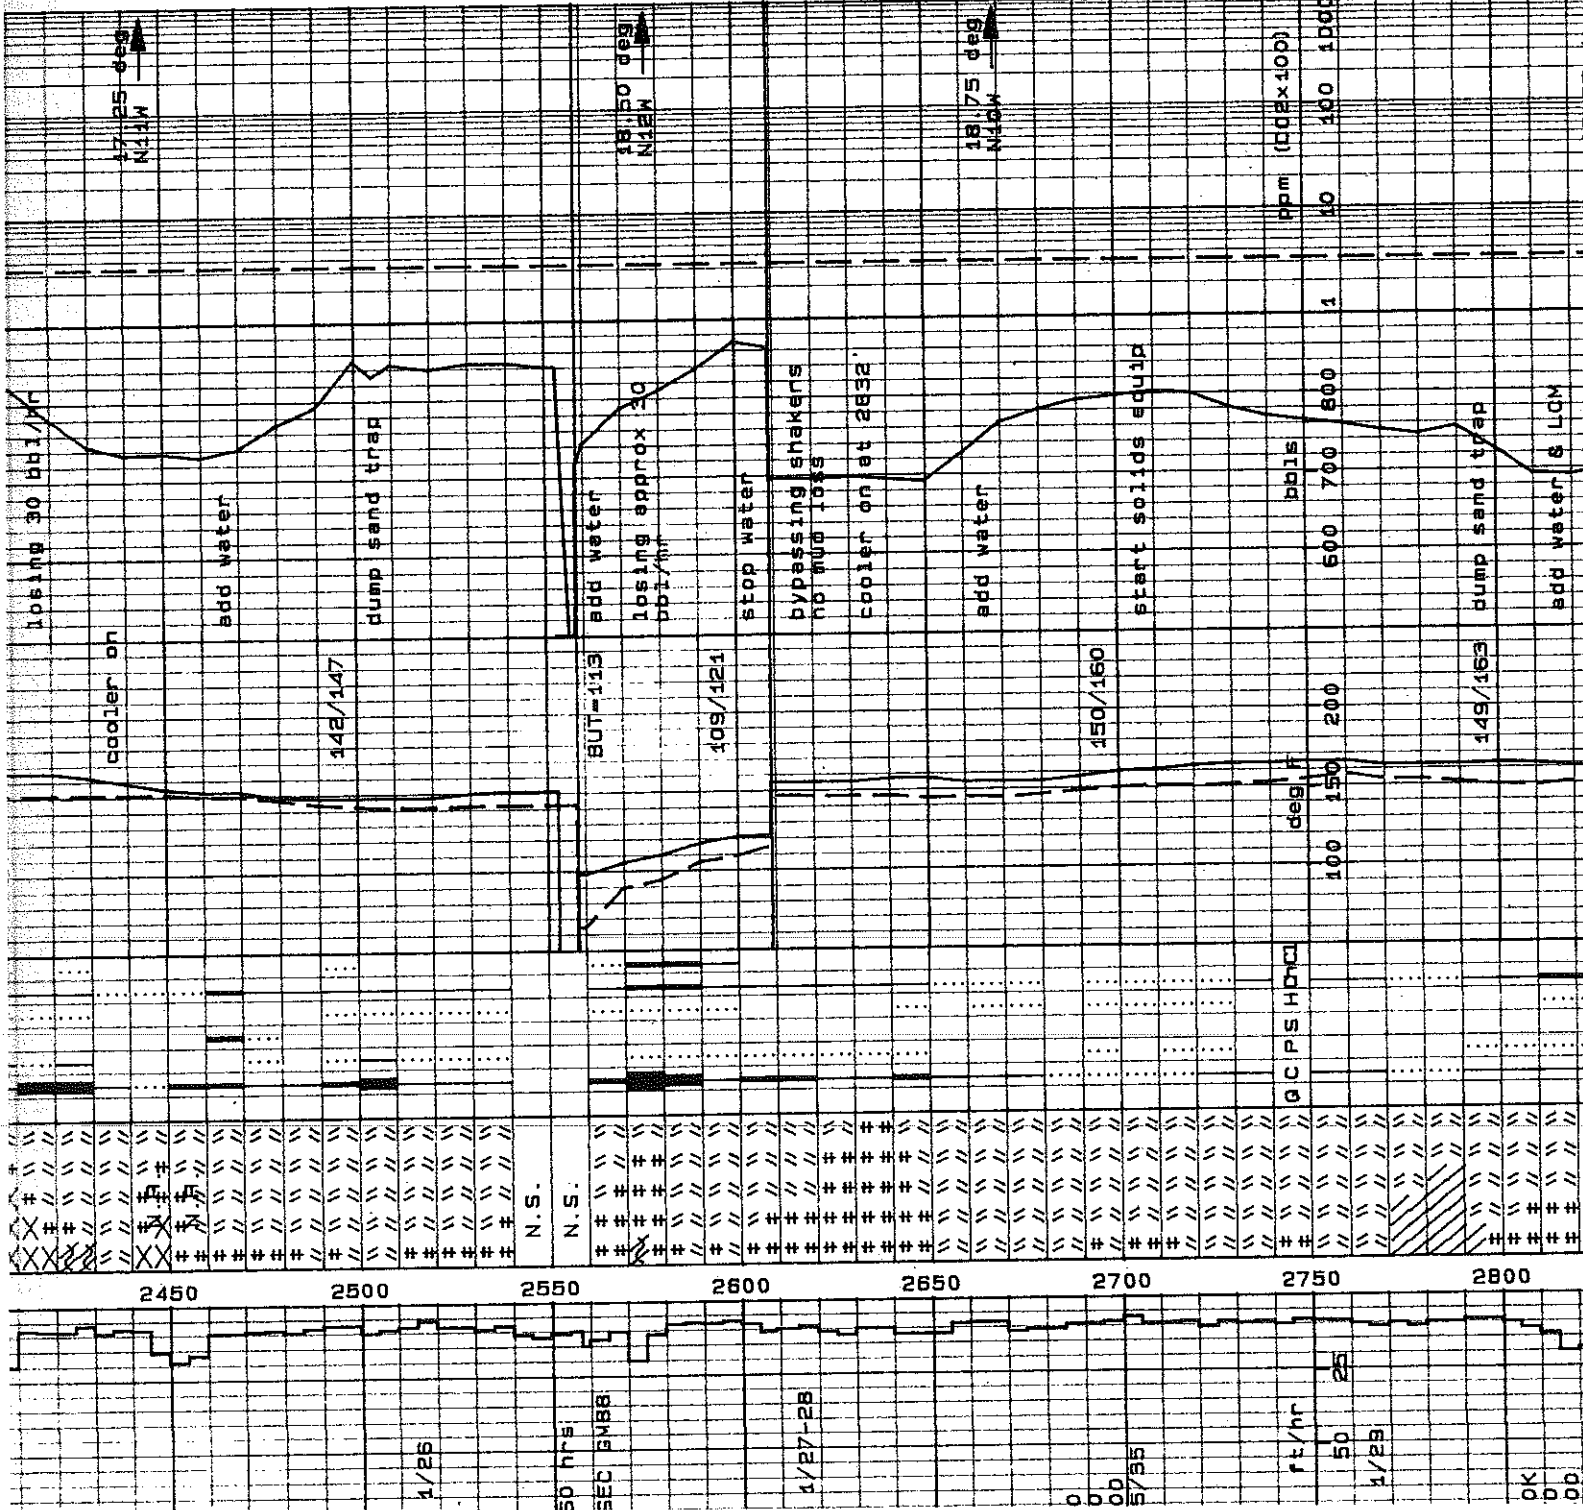 17.25 deg
N11W
18.50 deg
N12W
18.75 deg
N10W
ppm (CO2x100)
1 10 100 1000
losing 30 bbl/hr
add water
dump sand trap
add water
losing approx 30
bbl/hr
stop water
bypassing shakers
no mud loss
cooler on at 2632'
add water
start solids equip
bbls
600 700 800
dump sand trap
add water & LCM
cooler on
142/147
BUT=113
109/121
150/160
deg F
100 150 200
149/163
Q C P S H
N.S.
N.S.
2450 2500 2550 2600 2650 2700 2750 2800
1/26
SEC GM88
1/27-28
5/35
ft/hr
50 25
1/29
OK